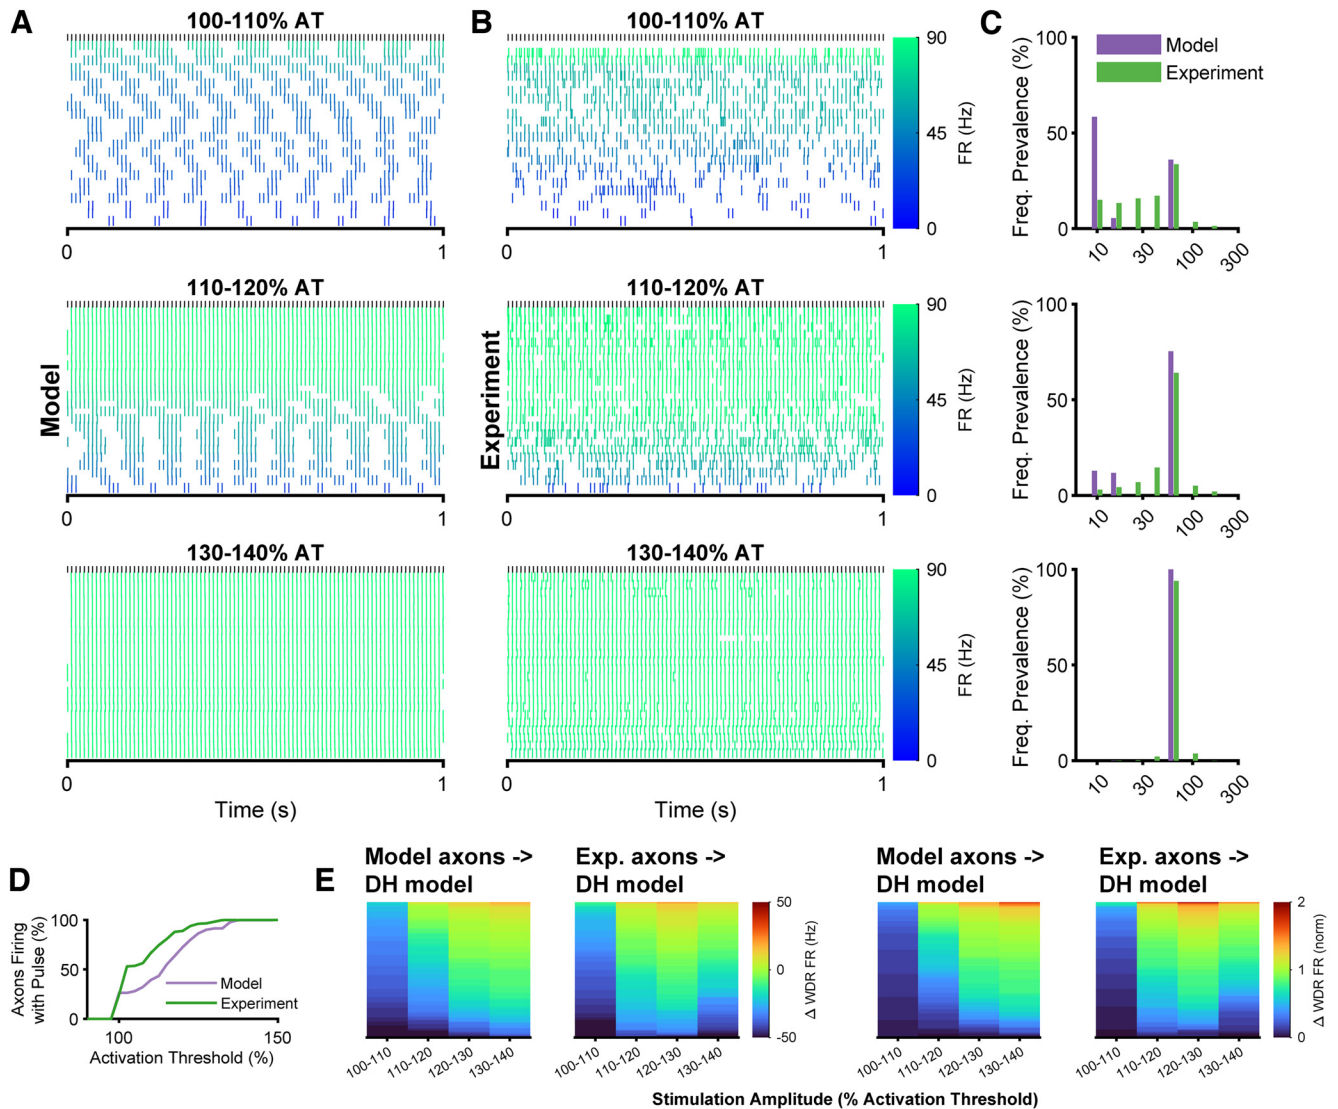 A
100-110% AT
0
1
110-120% AT
Model
0
1
130-140% AT
0
1
Time (s)
B
100-110% AT
0
1
90
45
0
FR (Hz)
110-120% AT
Experiment
0
1
90
45
0
FR (Hz)
130-140% AT
0
1
90
45
0
FR (Hz)
Time (s)
C
Model
Experiment
Freq. Prevalence (%)
100
50
0
10
30
100
300
Freq. Prevalence (%)
100
50
0
10
30
100
300
Freq. Prevalence (%)
100
50
0
10
30
100
300
D
Axons Firing
with Pulse (%)
100
50
0
Model
Experiment
100
150
Activation Threshold (%)
E
Model axons ->
DH model
100-110
110-120
120-130
130-140
Exp. axons ->
DH model
100-110
110-120
120-130
130-140
50
0
-50
Δ WDR FR (Hz)
Model axons ->
DH model
100-110
110-120
120-130
130-140
Exp. axons ->
DH model
100-110
110-120
120-130
130-140
2
1
0
Δ WDR FR (norm)
Stimulation Amplitude (% Activation Threshold)